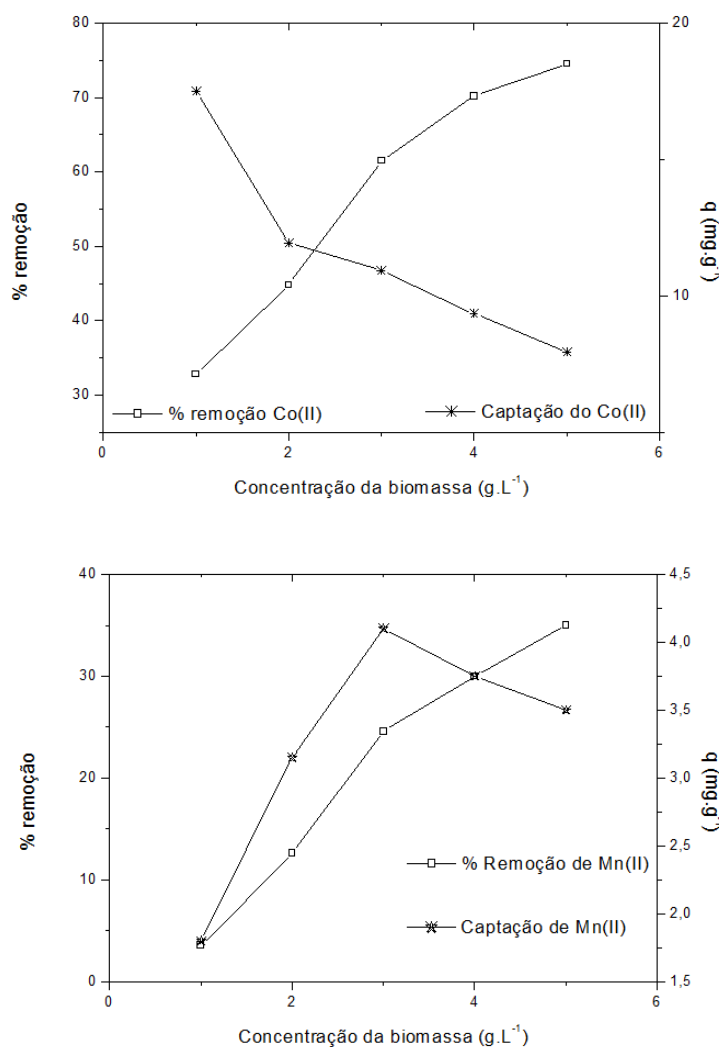 80
70
60
50
40
30
20
10
% remoção
q (mg.g⁻¹)
% remoção Co(II)
Captação do Co(II)
0
2
4
6
Concentração da biomassa (g.L⁻¹)
40
30
20
10
0
4,5
4,0
3,5
3,0
2,5
2,0
1,5
% remoção
q (mg.g⁻¹)
% Remoção de Mn(II)
Captação de Mn(II)
0
2
4
6
Concentração da biomassa (g.L⁻¹)